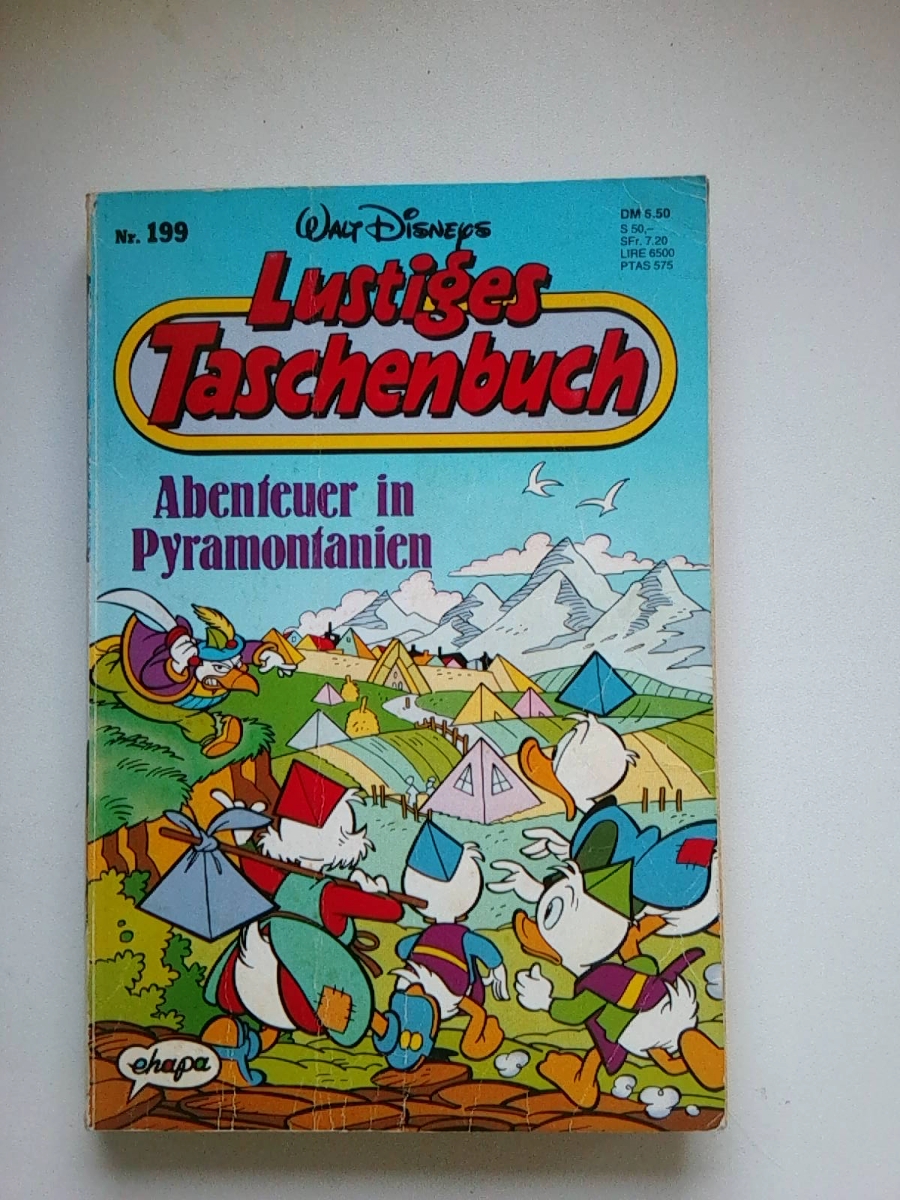 Nr. 199
WALT DISNEYS
DM 6.50
S 50,–
SFr. 7.20
LIRE 6500
PTAS 575
Lustiges
Taschenbuch
Abenteuer in
Pyramontanien
ehapa